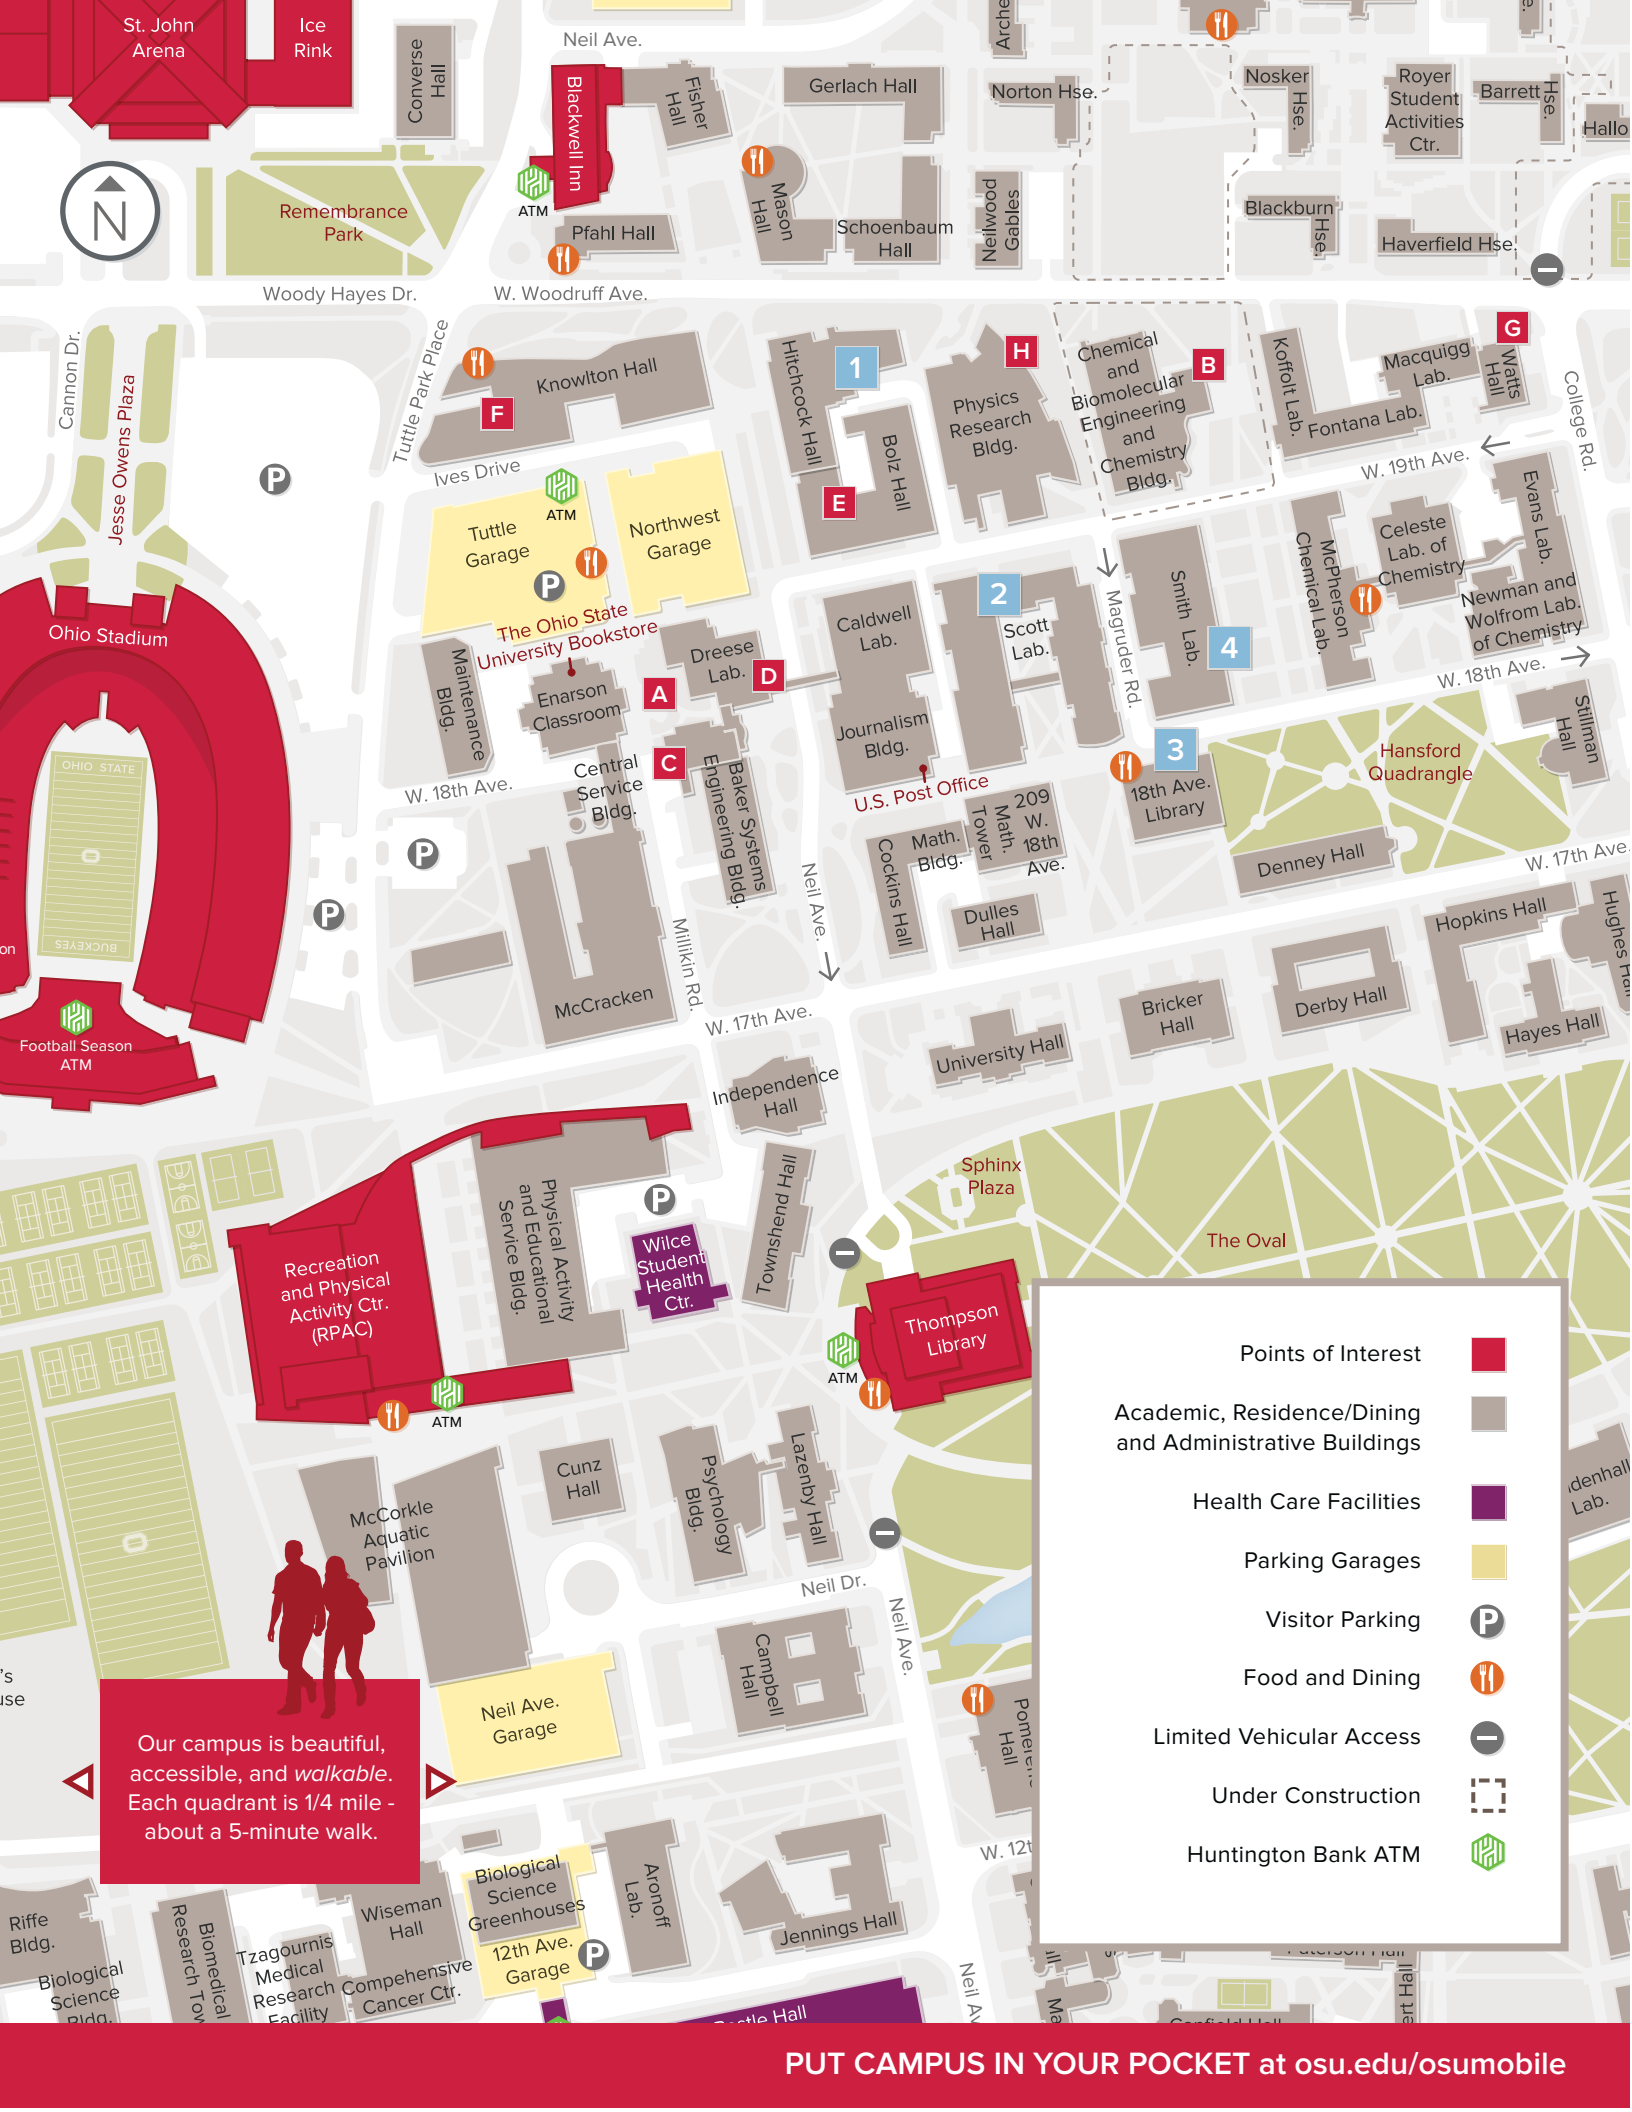 St. John
Arena
Ice
Rink
Converse
Hall
Neil Ave.
Blackwell Inn
Fisher
Hall
Gerlach Hall
Norton Hse.
Nosker
Hse.
Royer
Student
Activities
Ctr.
Barrett
Hse.
ATM
Remembrance
Park
N
Pfahl Hall
Mason
Hall
Schoenbaum
Hall
Neilwood
Gables
Blackburn
Hse.
Haverfield Hse.
Woody Hayes Dr.
W. Woodruff Ave.
Cannon Dr.
Jesse Owens Plaza
Tuttle Park Place
Knowlton Hall
F
Ives Drive
Hitchcock Hall
1
Bolz Hall
E
Physics
Research
Bldg.
H
Chemical
and
Biomolecular
Engineering
and
Chemistry
Bldg.
B
Koffolt Lab.
Fontana Lab.
Macquigg
Lab.
G
Watts
Hall
College Rd.
W. 19th Ave.
P
ATM
Tuttle
Garage
Northwest
Garage
P
The Ohio State
University Bookstore
Ohio Stadium
OHIO STATE
BUCKEYES
Maintenance
Bldg.
Enarson
Classroom
Dreese
Lab.
D
A
C
Caldwell
Lab.
Journalism
Bldg.
2
Scott
Lab.
Magruder Rd.
Smith Lab.
4
McPherson
Chemical Lab.
Celeste
Lab. of
Chemistry
Evans Lab.
Newman and
Wolfrom Lab.
of Chemistry
W. 18th Ave.
Stillman
Hall
Hansford
Quadrangle
3
18th Ave.
Library
U.S. Post Office
W. 18th Ave.
Central
Service
Bldg.
Baker Systems
Engineering Bldg.
P
P
Neil Ave.
Cockins Hall
Math.
Bldg.
Math.
Tower
209
W.
18th
Ave.
Dulles
Hall
Denney Hall
W. 17th Ave.
Hopkins Hall
Hughes Hall
McCracken
Millikin Rd.
W. 17th Ave.
University Hall
Bricker
Hall
Derby Hall
Hayes Hall
Football Season
ATM
Independence
Hall
Townshend Hall
Sphinx
Plaza
The Oval
Physical Activity
and Educational
Service Bldg.
P
Wilce
Student
Health
Ctr.
Recreation
and Physical
Activity Ctr.
(RPAC)
ATM
Thompson
Library
ATM
McCorkle
Aquatic
Pavilion
Cunz
Hall
Psychology
Bldg.
Lazenby Hall
Neil Dr.
Neil Ave.
Campbell
Hall
Neil Ave.
Garage
Hall
W. 12t
Our campus is beautiful,
accessible, and walkable.
Each quadrant is 1/4 mile -
about a 5-minute walk.
Points of Interest
Academic, Residence/Dining
and Administrative Buildings
Health Care Facilities
Parking Garages
Visitor Parking
P
Food and Dining
Limited Vehicular Access
Under Construction
Huntington Bank ATM
Lab.
Riffe
Bldg.
Biological
Science
Bldg.
Biomedical
Research Tow
Tzagournis
Medical
Research
Facility
Wiseman
Hall
Compehensive
Cancer Ctr.
Biological
Science
Greenhouses
12th Ave.
Garage
P
Aronoff
Lab.
Jennings Hall
Neil Av
PUT CAMPUS IN YOUR POCKET at osu.edu/osumobile